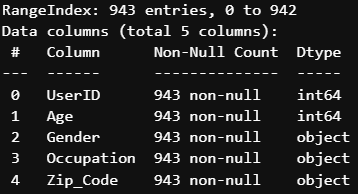 RangeIndex: 943 entries, 0 to 942
Data columns (total 5 columns):
 #   Column      Non-Null Count  Dtype
---  ------      --------------  -----
 0   UserID      943 non-null    int64
 1   Age         943 non-null    int64
 2   Gender      943 non-null    object
 3   Occupation  943 non-null    object
 4   Zip_Code    943 non-null    object